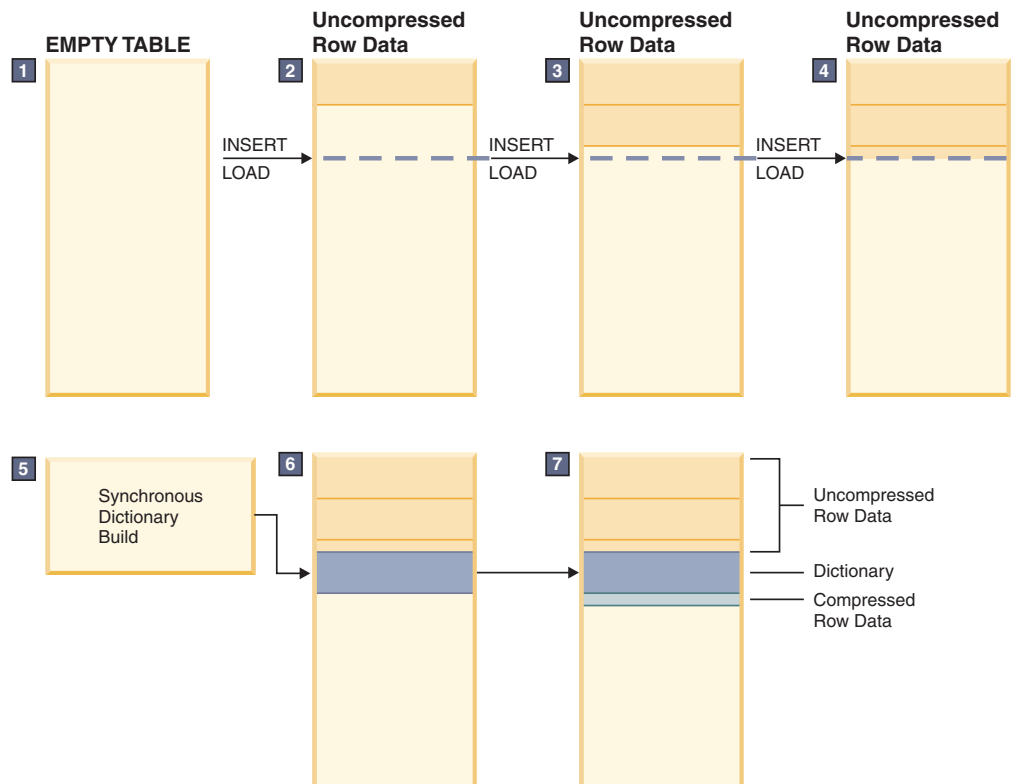 1
EMPTY TABLE
2
Uncompressed
Row Data
3
Uncompressed
Row Data
4
Uncompressed
Row Data
INSERT
LOAD
INSERT
LOAD
INSERT
LOAD
5
Synchronous
Dictionary
Build
6
7
Uncompressed
Row Data
Dictionary
Compressed
Row Data